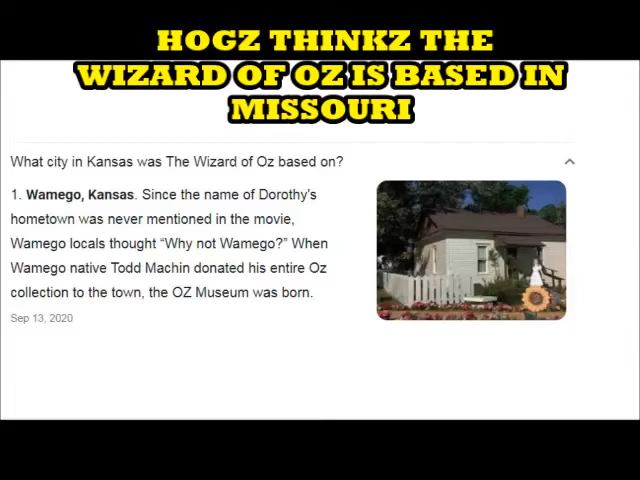 HOGZ THINKZ THE
WIZARD OF OZ IS BASED IN
MISSOURI
What city in Kansas was The Wizard of Oz based on?
1. Wamego, Kansas. Since the name of Dorothy's
hometown was never mentioned in the movie,
Wamego locals thought “Why not Wamego?” When
Wamego native Todd Machin donated his entire Oz
collection to the town, the OZ Museum was born.
Sep 13, 2020